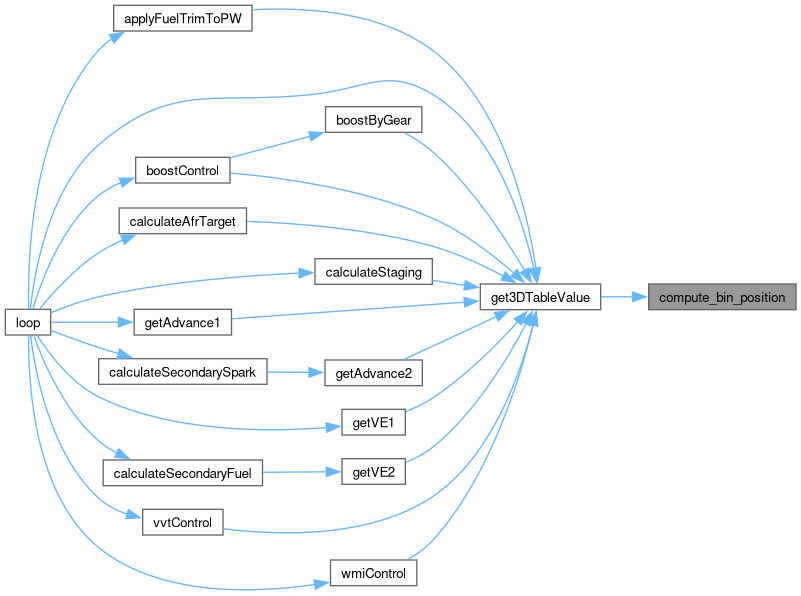 applyFuelTrimToPW
boostByGear
boostControl
calculateAfrTarget
calculateStaging
get3DTableValue
compute_bin_position
loop
getAdvance1
calculateSecondarySpark
getAdvance2
getVE1
calculateSecondaryFuel
getVE2
vvtControl
wmiControl